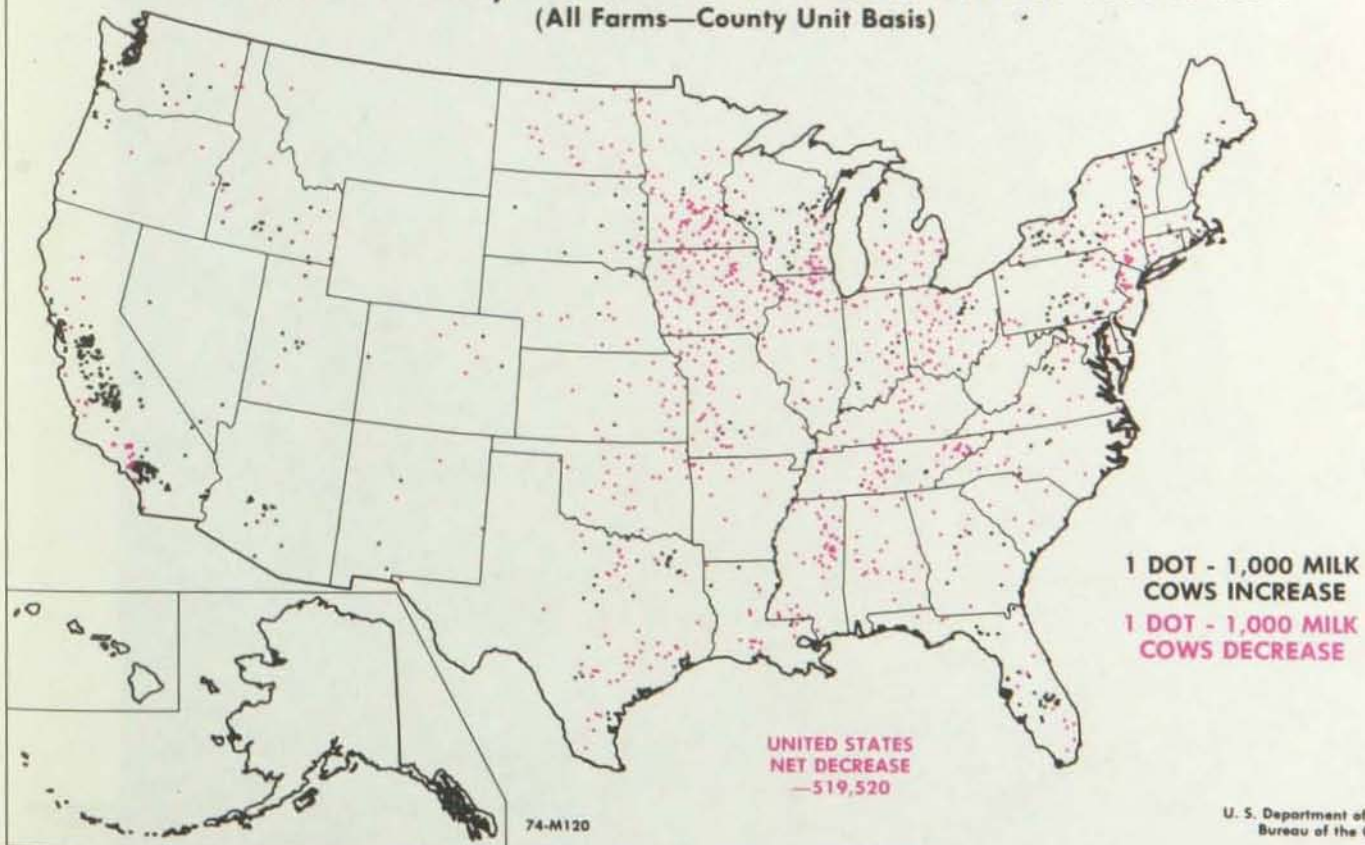 (All Farms—County Unit Basis)
1 DOT - 1,000 MILK
COWS INCREASE
1 DOT - 1,000 MILK
COWS DECREASE
UNITED STATES
NET DECREASE
—519,520
74-M120
U. S. Department of
Bureau of the